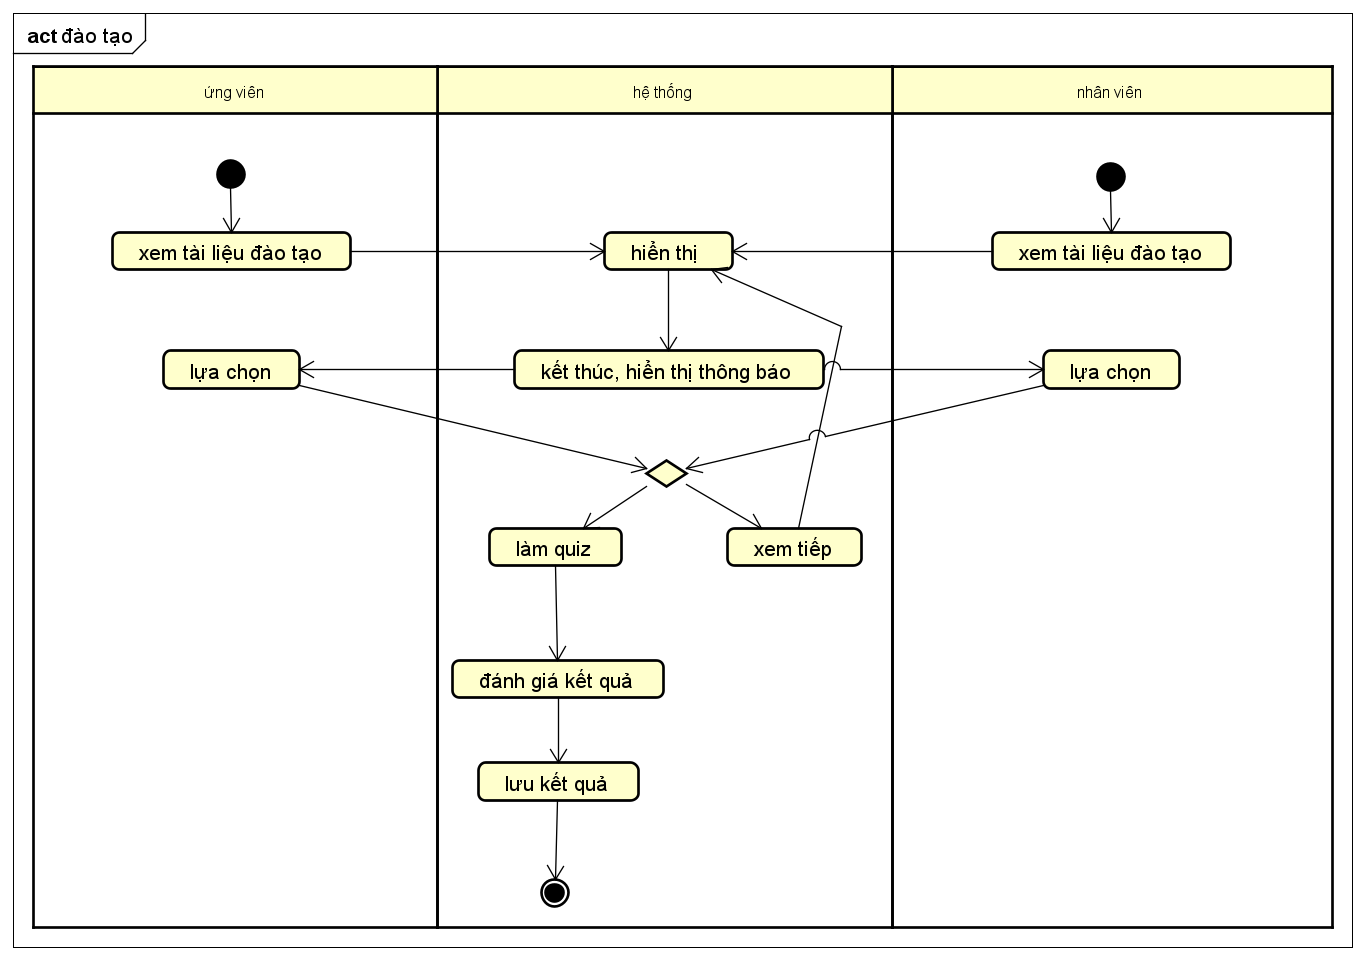 act đào tạo
ứng viên
hệ thống
nhân viên
xem tài liệu đào tạo
hiển thị
xem tài liệu đào tạo
lựa chọn
kết thúc, hiển thị thông báo
lựa chọn
làm quiz
xem tiếp
đánh giá kết quả
lưu kết quả